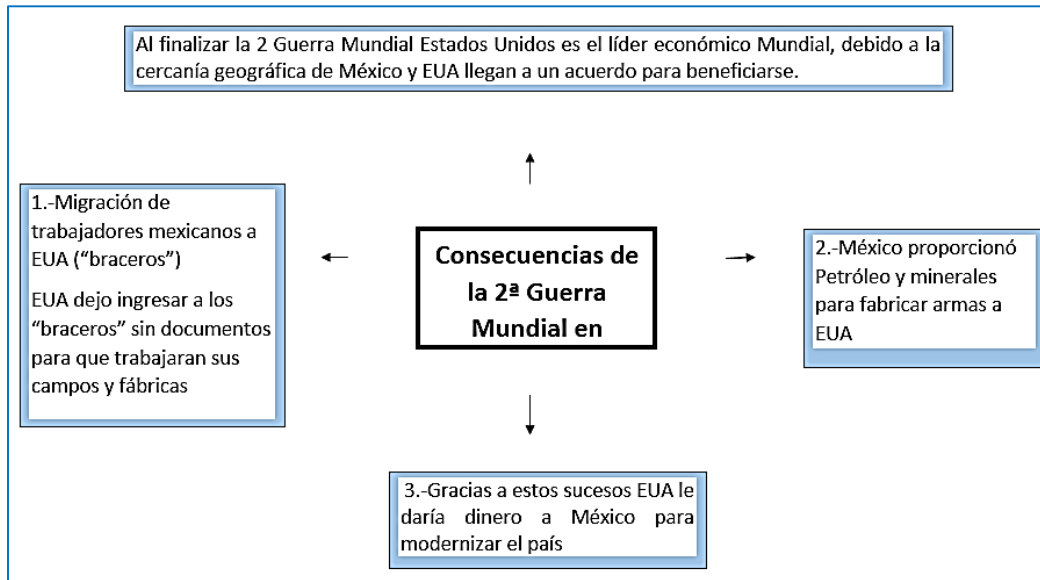 Al finalizar la 2 Guerra Mundial Estados Unidos es el líder económico Mundial, debido a la
cercanía geográfica de México y EUA llegan a un acuerdo para beneficiarse.
1.-Migración de
trabajadores mexicanos a
EUA (“braceros”)
EUA dejo ingresar a los
“braceros” sin documentos
para que trabajaran sus
campos y fábricas
Consecuencias de
la 2ª Guerra
Mundial en
2.-México proporcionó
Petróleo y minerales
para fabricar armas a
EUA
3.-Gracias a estos sucesos EUA le
daría dinero a México para
modernizar el país